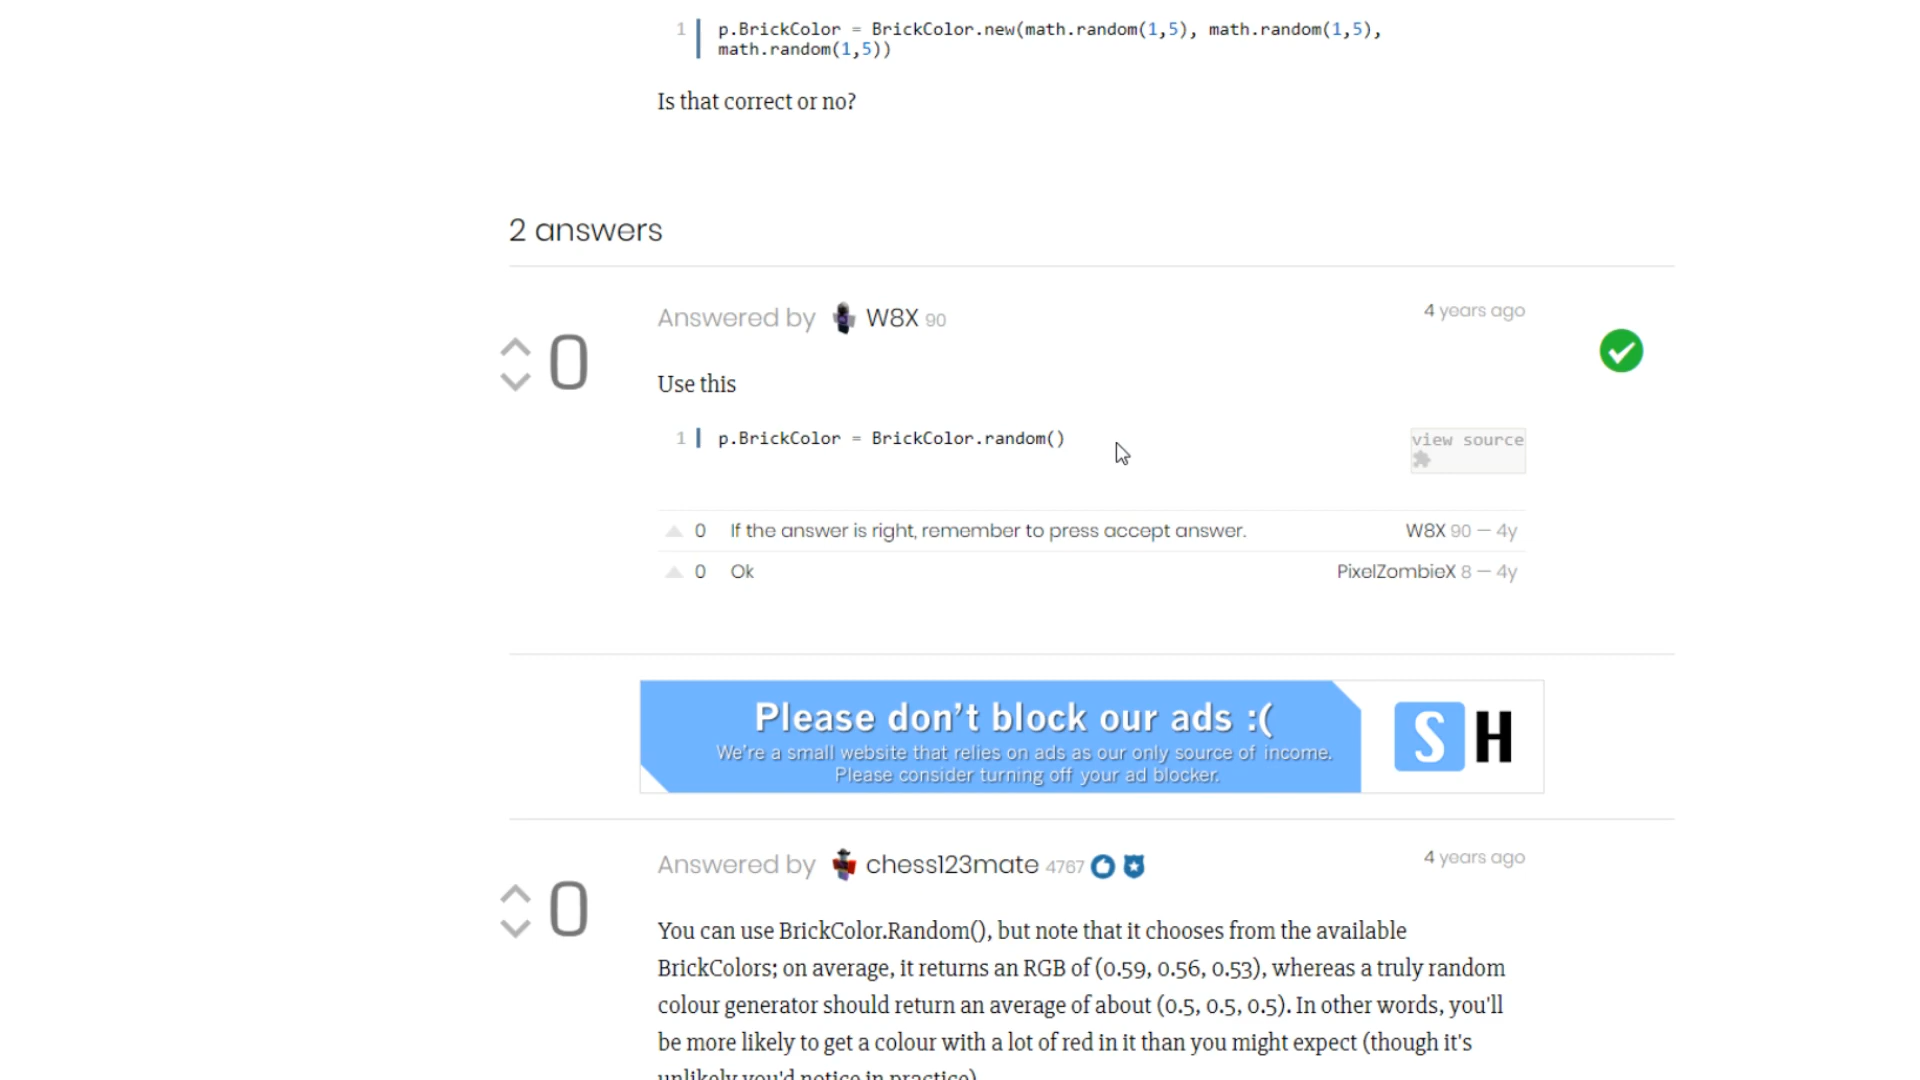 1 p.BrickColor = BrickColor.new(math.random(1,5), math.random(1,5),
math.random(1,5))
Is that correct or no?
2 answers
Answered by W8X 90
4 years ago
0
Use this
1 p.BrickColor = BrickColor.random()
view source
0 If the answer is right, remember to press accept answer. W8X 90 — 4y
0 Ok PixelZombieX 8 — 4y
Please don't block our ads :(
We're a small website that relies on ads as our only source of income.
Please consider turning off your ad blocker.
S H
Answered by chess123mate 4767
4 years ago
0
You can use BrickColor.Random(), but note that it chooses from the available
BrickColors; on average, it returns an RGB of (0.59, 0.56, 0.53), whereas a truly random
colour generator should return an average of about (0.5, 0.5, 0.5). In other words, you'll
be more likely to get a colour with a lot of red in it than you might expect (though it's
unlikely you'd notice in practice)